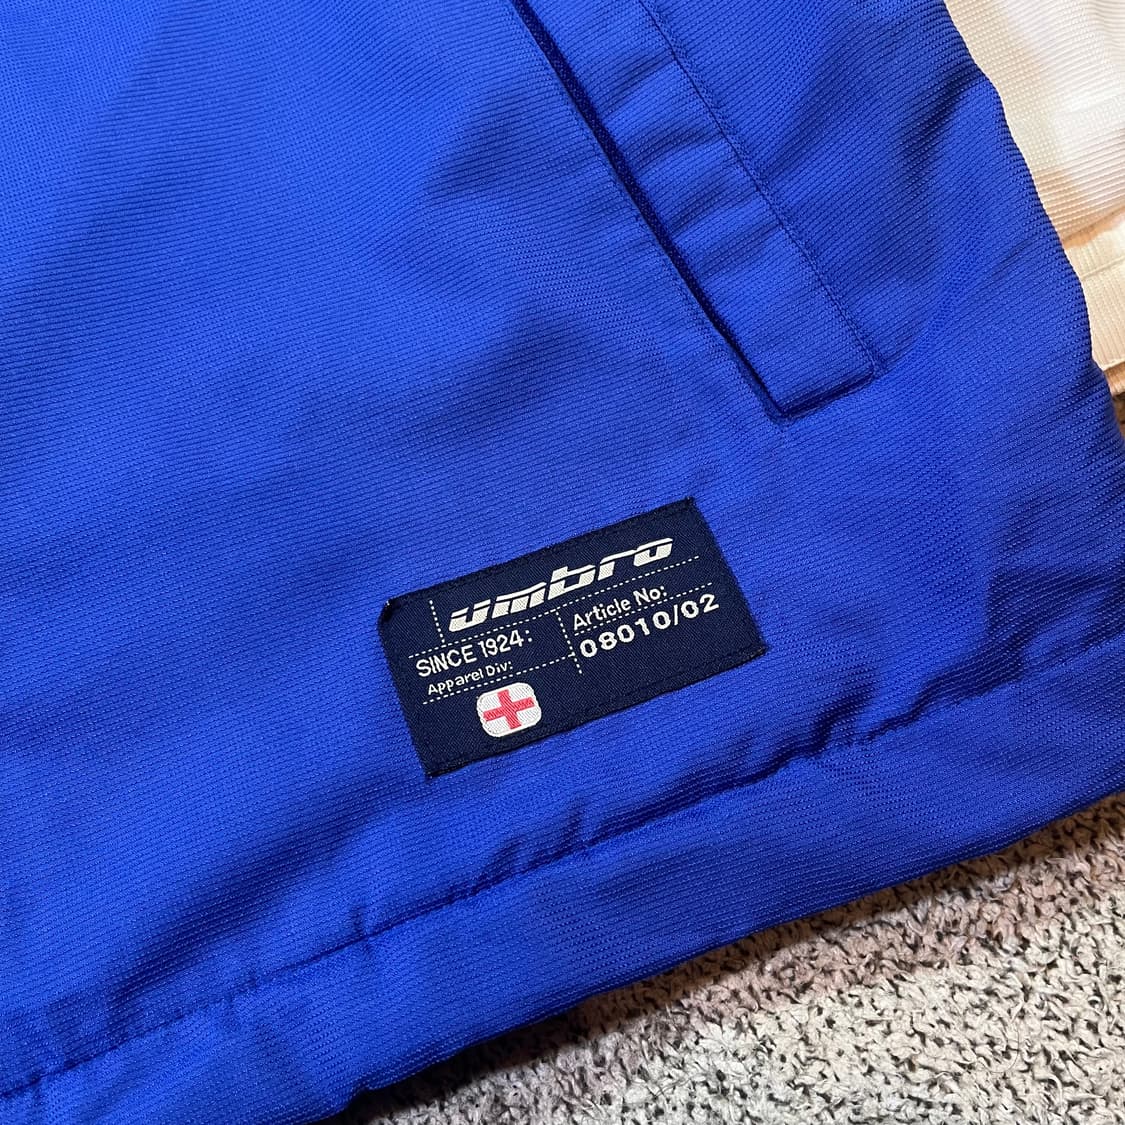 umbro
SINCE 1924:
Apparel Div:
Article No:
08010/02